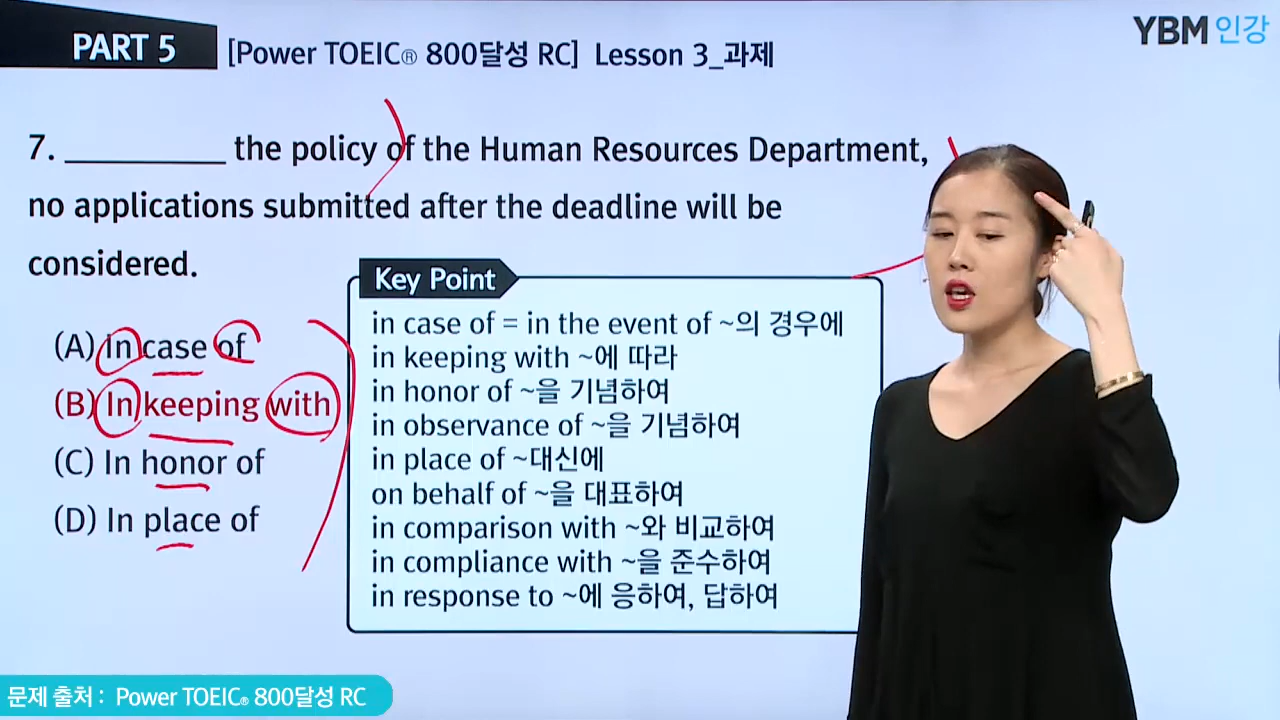 PART 5
[Power TOEIC® 800달성 RC] Lesson 3_과제
YBM 인강
7. __________ the policy of the Human Resources Department,
no applications submitted after the deadline will be
considered.
(A) In case of
(B) In keeping with
(C) In honor of
(D) In place of
Key Point
in case of = in the event of ~의 경우에
in keeping with ~에 따라
in honor of ~을 기념하여
in observance of ~을 기념하여
in place of ~대신에
on behalf of ~을 대표하여
in comparison with ~와 비교하여
in compliance with ~을 준수하여
in response to ~에 응하여, 답하여
문제 출처 : Power TOEIC® 800달성 RC